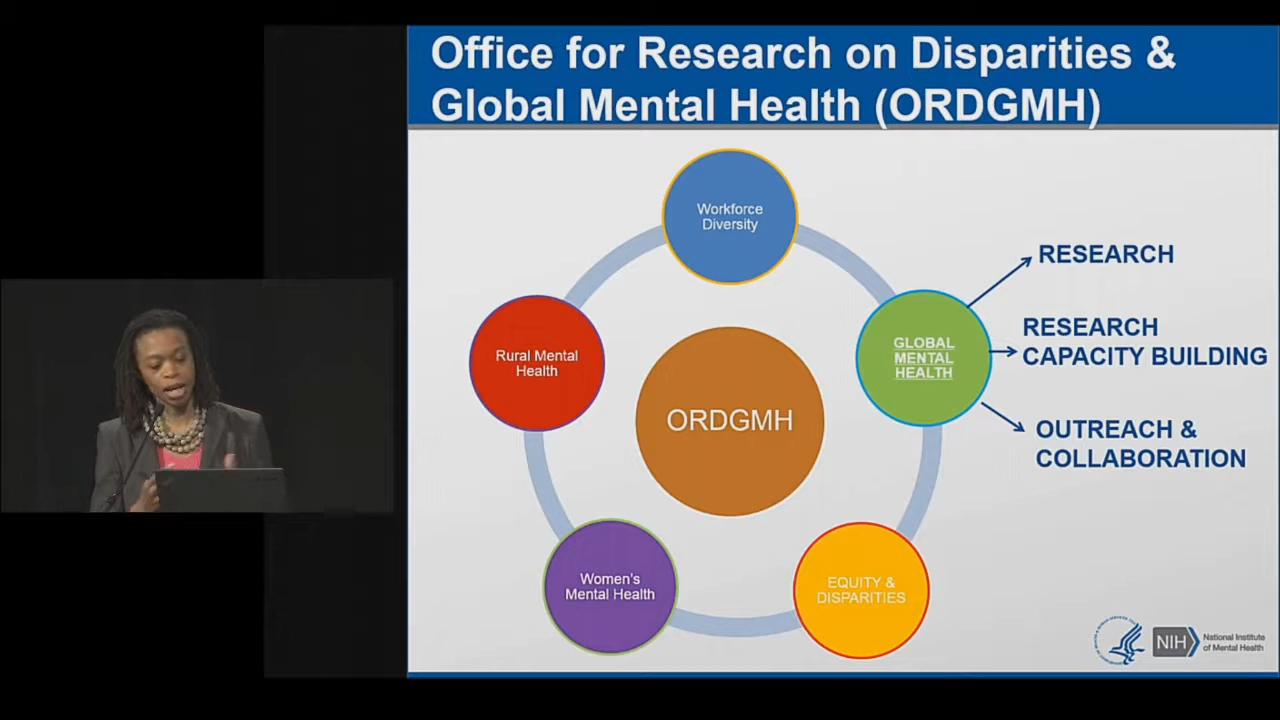 Office for Research on Disparities &
Global Mental Health (ORDGMH)
Workforce
Diversity
RESEARCH
GLOBAL
MENTAL
HEALTH
RESEARCH
CAPACITY BUILDING
Rural Mental
Health
ORDGMH
OUTREACH &
COLLABORATION
Women's
Mental Health
EQUITY &
DISPARITIES
NIH
National Institute
of Mental Health